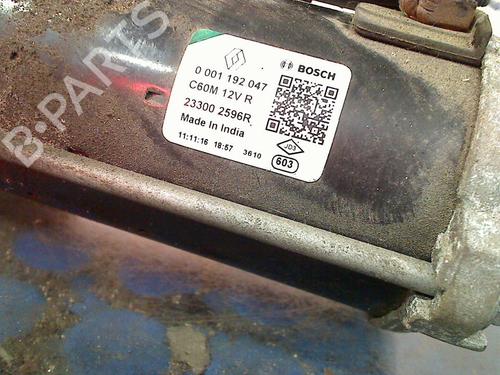 BOSCH
0 001 192 047
C60M 12V R
23300 2596R
Made in India
11:11:16 18:57 3610
JD3
603
B-PARTS